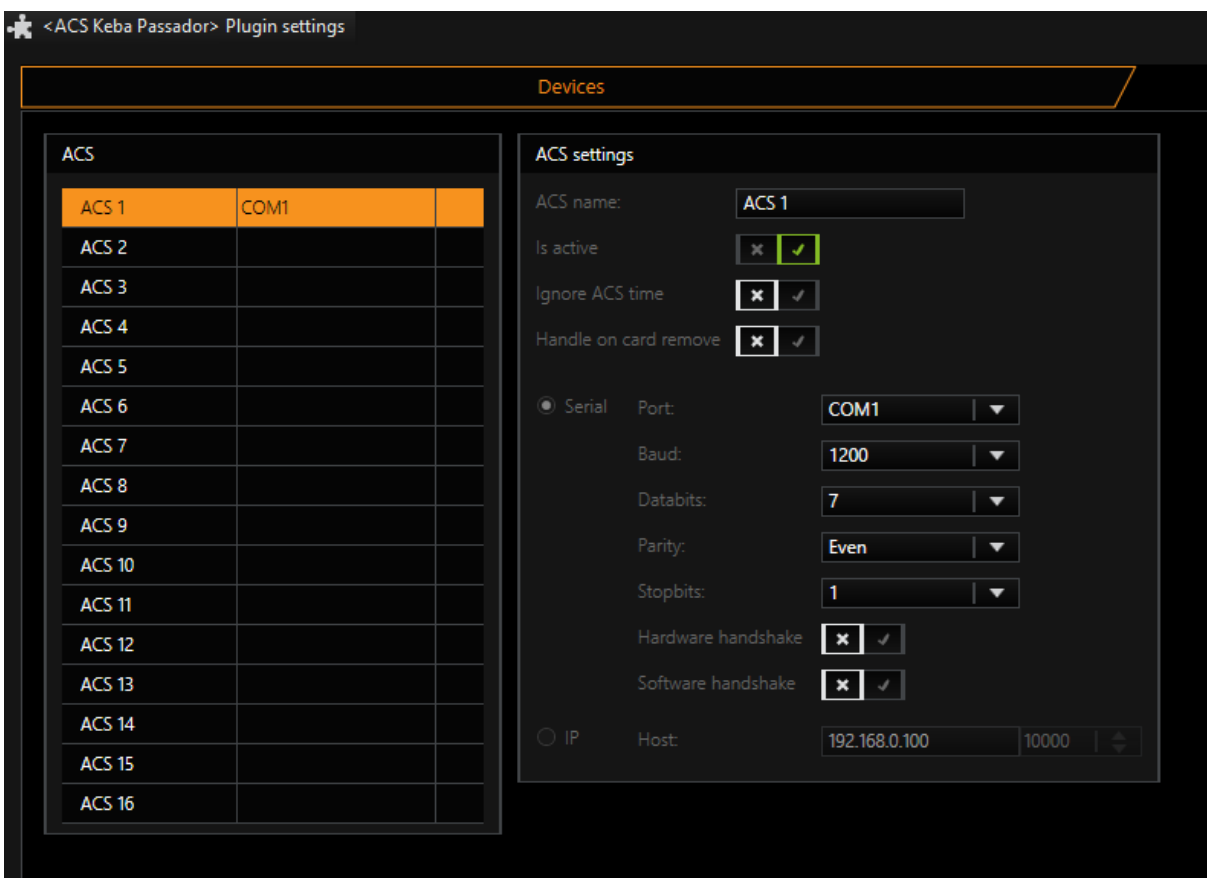 <ACS Keba Passador> Plugin settings
Devices
ACS
ACS 1 COM1
ACS 2
ACS 3
ACS 4
ACS 5
ACS 6
ACS 7
ACS 8
ACS 9
ACS 10
ACS 11
ACS 12
ACS 13
ACS 14
ACS 15
ACS 16
ACS settings
ACS name: ACS 1
Is active
Ignore ACS time
Handle on card remove
Serial Port: COM1
Baud: 1200
Databits: 7
Parity: Even
Stopbits: 1
Hardware handshake
Software handshake
IP Host: 192.168.0.100 10000